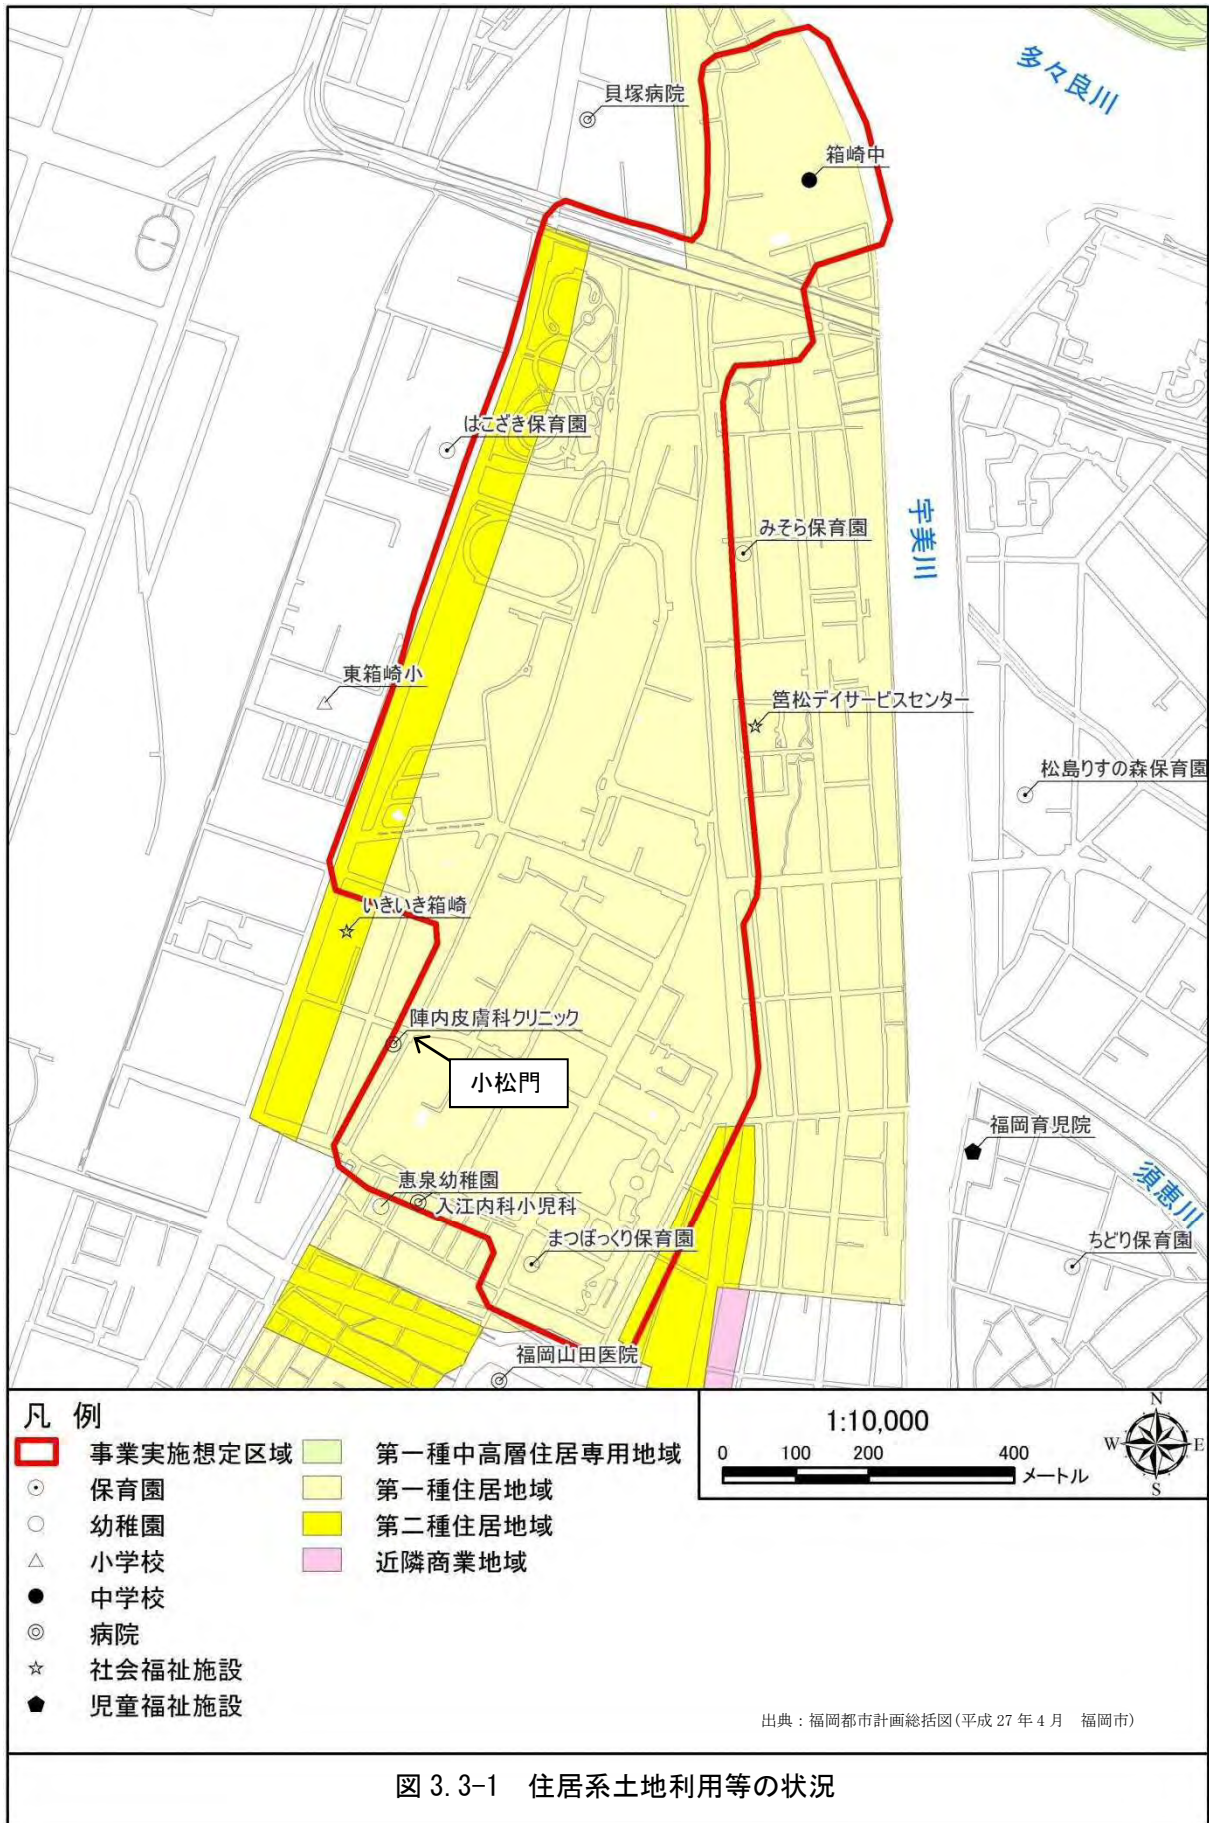 多々良川
貝塚病院
箱崎中
はこざき保育園
みそら保育園
宇美川
東箱崎小
筥松デイサービスセンター
松島りすの森保育園
いきいき箱崎
陣内皮膚科クリニック
小松門
福岡育児院
須恵川
恵泉幼稚園
入江内科小児科
まつぼっくり保育園
ちどり保育園
福岡山田医院
凡 例
事業実施想定区域
保育園
幼稚園
小学校
中学校
病院
社会福祉施設
児童福祉施設
第一種中高層住居専用地域
第一種住居地域
第二種住居地域
近隣商業地域
1:10,000
0 100 200 400
メートル
N
W E
S
出典：福岡都市計画総括図(平成 27 年 4 月 福岡市)
図 3.3-1 住居系土地利用等の状況